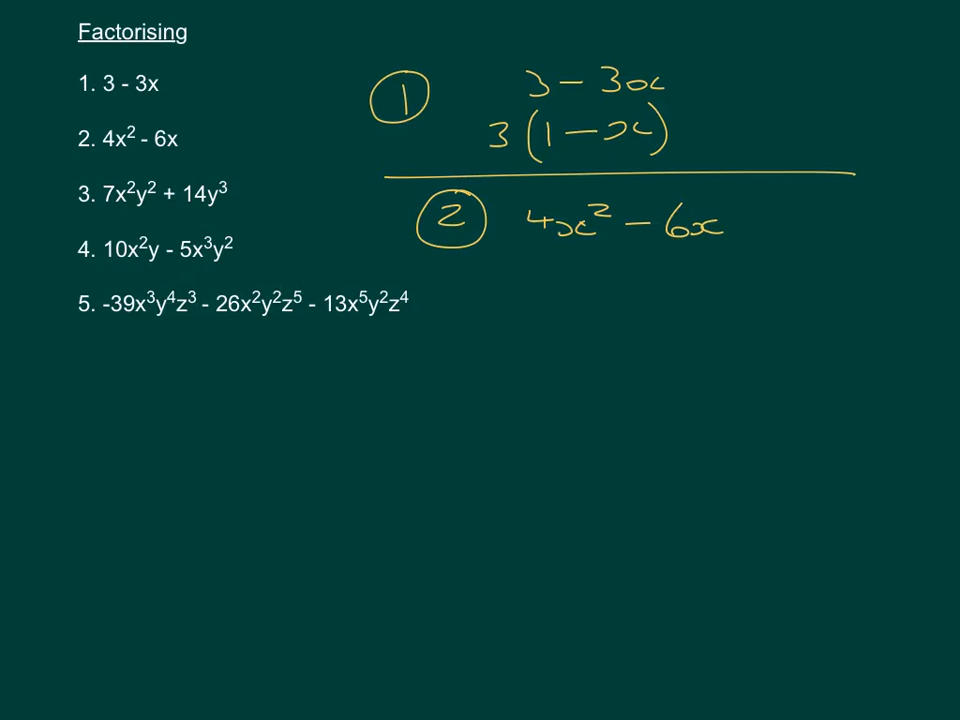 Factorising
1. 3 - 3x
2. 4x² - 6x
3. 7x²y² + 14y³
4. 10x²y - 5x³y²
5. -39x³y⁴z³ - 26x²y²z⁵ - 13x⁵y²z⁴
1 3 - 3x
3 (1 - x)
2 4x² - 6x